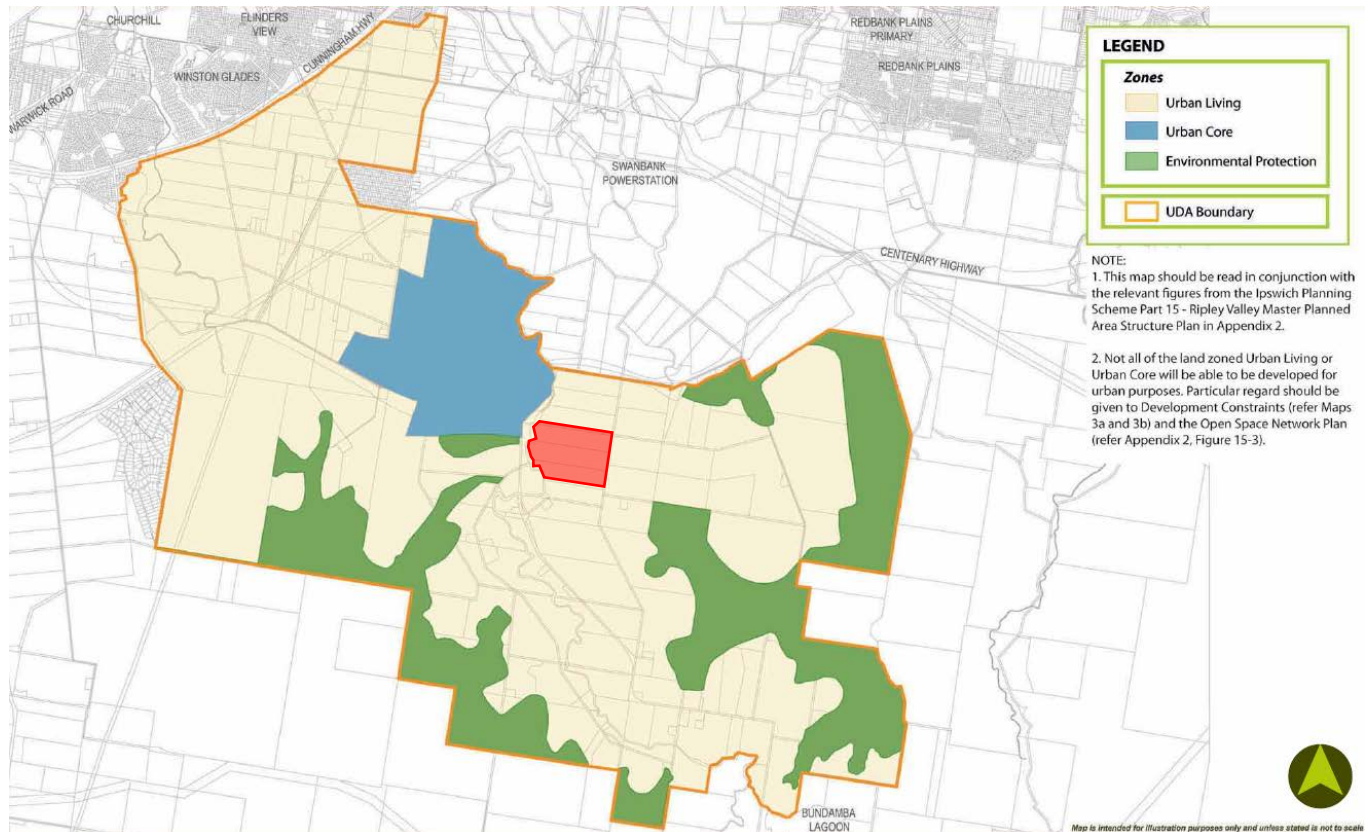 CHURCHILL
FLINDERS
VIEW
CUNNINGHAM HWY
WINSTON GLADES
WARWICK ROAD
REDBANK PLAINS
PRIMARY
REDBANK PLAINS
SWANBANK
POWERSTATION
CENTENARY HIGHWAY
BUNDAMBA
LAGOON
LEGEND
Zones
Urban Living
Urban Core
Environmental Protection
UDA Boundary
NOTE:
1. This map should be read in conjunction with
the relevant figures from the Ipswich Planning
Scheme Part 15 - Ripley Valley Master Planned
Area Structure Plan in Appendix 2.
2. Not all of the land zoned Urban Living or
Urban Core will be able to be developed for
urban purposes. Particular regard should be
given to Development Constraints (refer Maps
3a and 3b) and the Open Space Network Plan
(refer Appendix 2, Figure 15-3).
Map is intended for illustration purposes only and unless stated is not to scale